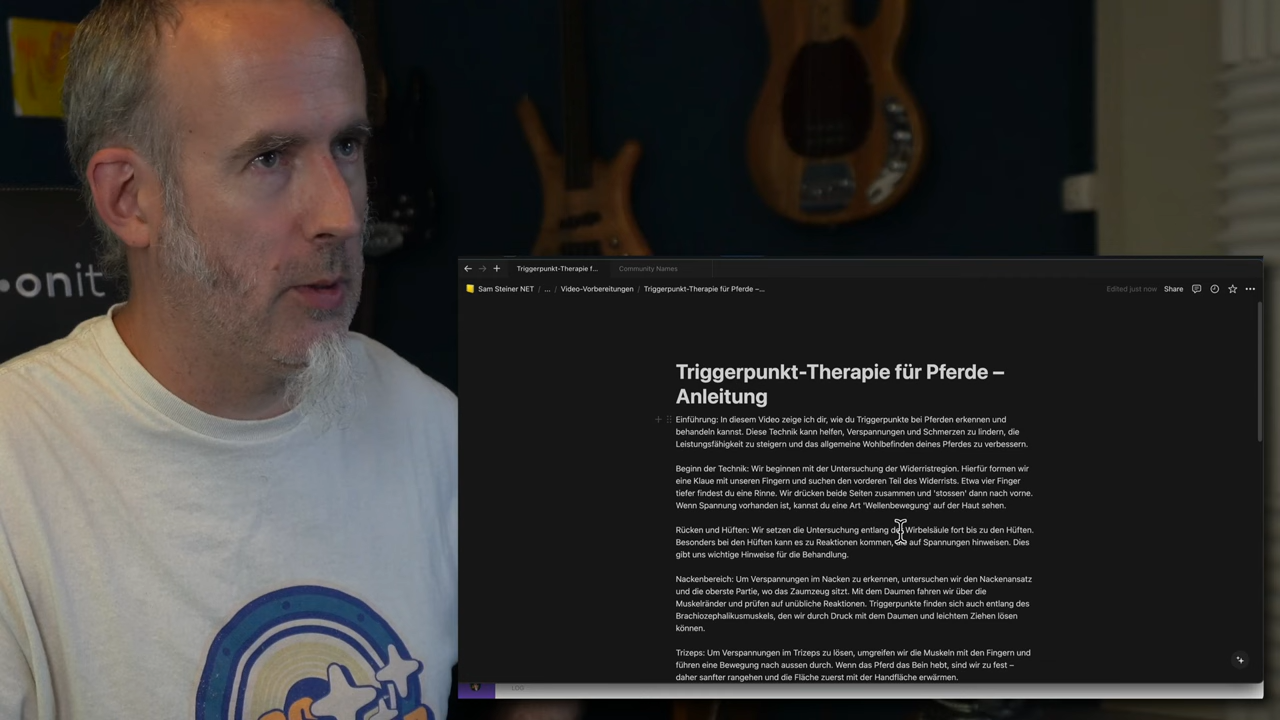 onit
Triggerpunkt-Therapie f...
Community Names
Sam Steiner NET / ... / Video-Vorbereitungen / Triggerpunkt-Therapie für Pferde –...
Edited just now
Share
Triggerpunkt-Therapie für Pferde –
Anleitung
Einführung: In diesem Video zeige ich dir, wie du Triggerpunkte bei Pferden erkennen und
behandeln kannst. Diese Technik kann helfen, Verspannungen und Schmerzen zu lindern, die
Leistungsfähigkeit zu steigern und das allgemeine Wohlbefinden deines Pferdes zu verbessern.
Beginn der Technik: Wir beginnen mit der Untersuchung der Widerristregion. Hierfür formen wir
eine Klaue mit unseren Fingern und suchen den vorderen Teil des Widerrists. Etwa vier Finger
tiefer findest du eine Rinne. Wir drücken beide Seiten zusammen und 'stossen' dann nach vorne.
Wenn Spannung vorhanden ist, kannst du eine Art 'Wellenbewegung' auf der Haut sehen.
Rücken und Hüften: Wir setzen die Untersuchung entlang der Wirbelsäule fort bis zu den Hüften.
Besonders bei den Hüften kann es zu Reaktionen kommen, auf Spannungen hinweisen. Dies
gibt uns wichtige Hinweise für die Behandlung.
Nackenbereich: Um Verspannungen im Nacken zu erkennen, untersuchen wir den Nackenansatz
und die oberste Partie, wo das Zaumzeug sitzt. Mit dem Daumen fahren wir über die
Muskelränder und prüfen auf unübliche Reaktionen. Triggerpunkte finden sich auch entlang des
Brachiozephalikusmuskels, den wir durch Druck mit dem Daumen und leichtem Ziehen lösen
können.
Trizeps: Um Verspannungen im Trizeps zu lösen, umgreifen wir die Muskeln mit den Fingern und
führen eine Bewegung nach aussen durch. Wenn das Pferd das Bein hebt, sind wir zu fest –
daher sanfter rangehen und die Fläche zuerst mit der Handfläche erwärmen.